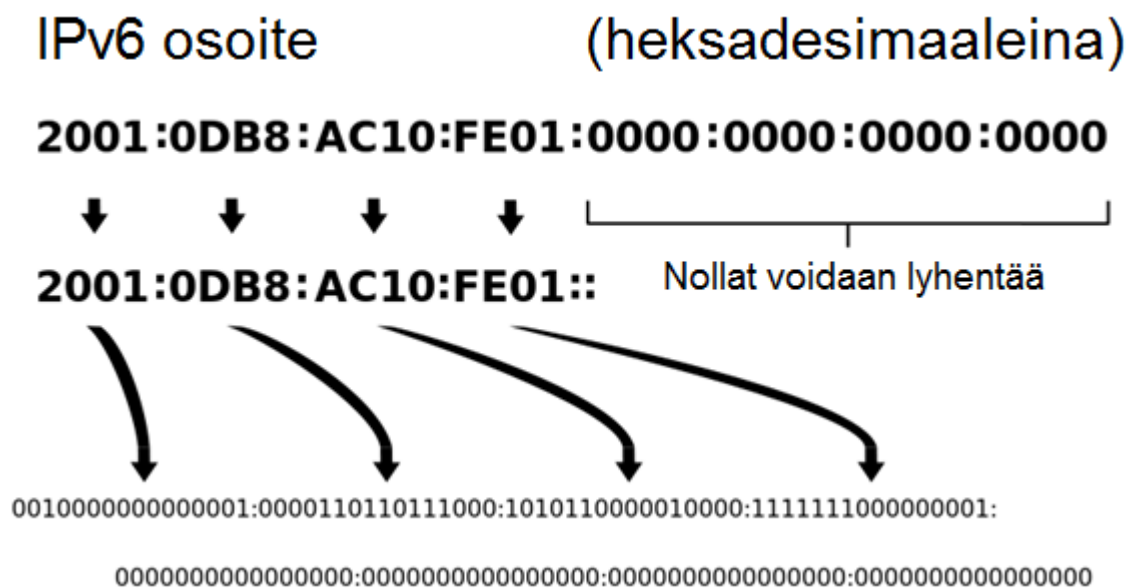 IPv6 osoite (heksadesimaaleina)
2001:0DB8:AC10:FE01:0000:0000:0000:0000
2001:0DB8:AC10:FE01::
Nollat voidaan lyhentää
0010000000000001:0000110110111000:1010110000010000:1111111000000001:
0000000000000000:0000000000000000:0000000000000000:0000000000000000